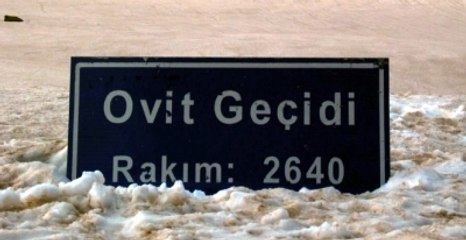 Ovit Geçidi
Rakım: 2640